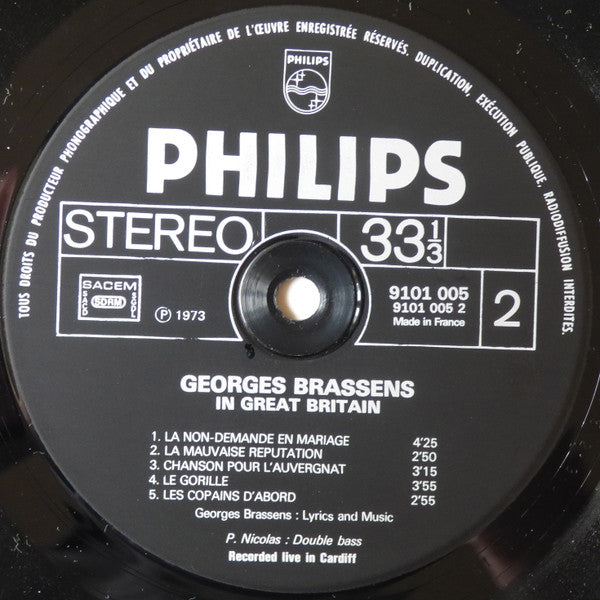 TOUS DROITS DU PRODUCTEUR PHONOGRAPHIQUE ET DU PROPRIÉTAIRE DE L'ŒUVRE ENREGISTRÉE RÉSERVÉS, DUPLICATION, EXÉCUTION PUBLIQUE, RADIODIFFUSION INTERDITES.
PHILIPS
PHILIPS
STEREO 33⅓
SACEM
SACD SDRM SGDL
℗ 1973
9101 005
9101 005 2
Made in France
2
GEORGES BRASSENS
IN GREAT BRITAIN
1. LA NON-DEMANDE EN MARIAGE 4'25
2. LA MAUVAISE REPUTATION 2'50
3. CHANSON POUR L'AUVERGNAT 3'15
4. LE GORILLE 3'55
5. LES COPAINS D'ABORD 2'55
Georges Brassens : Lyrics and Music
P. Nicolas : Double bass
Recorded live in Cardiff